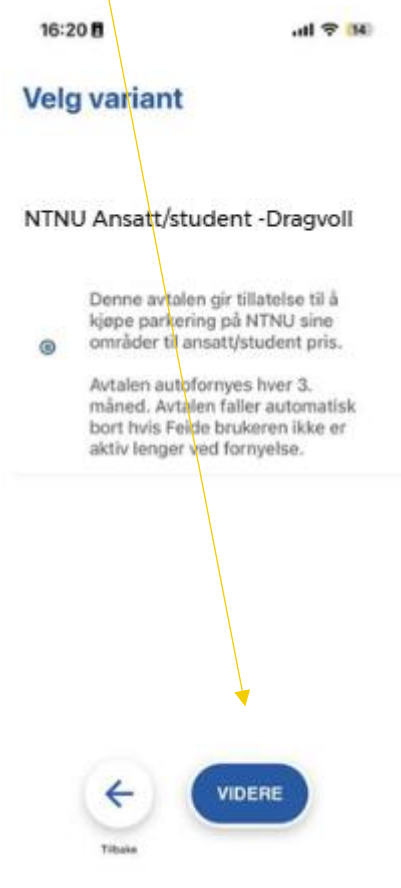 16:20
14
Velg variant
NTNU Ansatt/student -Dragvoll
Denne avtalen gir tillatelse til å
kjøpe parkering på NTNU sine
områder til ansatt/student pris.
Avtalen autofornyes hver 3.
måned. Avtalen faller automatisk
bort hvis Feide brukeren ikke er
aktiv lenger ved fornyelse.
VIDERE
Tilbake